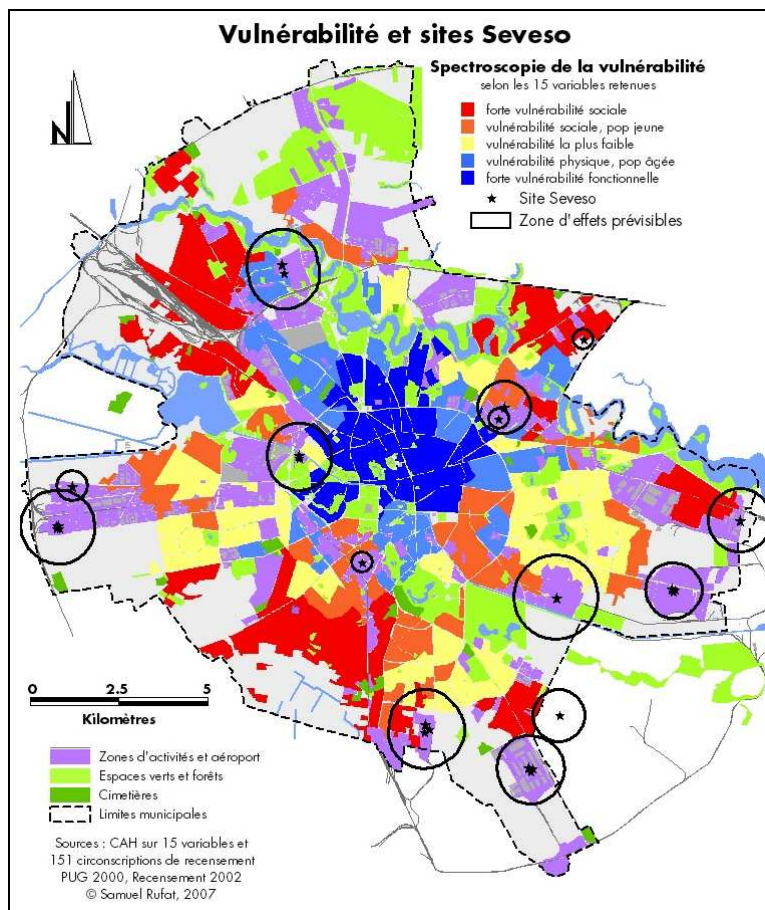 Vulnérabilité et sites Seveso
Spectroscopie de la vulnérabilité
selon les 15 variables retenues
forte vulnérabilité sociale
vulnérabilité sociale, pop jeune
vulnérabilité la plus faible
vulnérabilité physique, pop âgée
forte vulnérabilité fonctionnelle
Site Seveso
Zone d'effets prévisibles
N
0 2.5 5
Kilomètres
Zones d'activités et aéroport
Espaces verts et forêts
Cimetières
Limites municipales
Sources : CAH sur 15 variables et
151 circonscriptions de recensement
PUG 2000, Recensement 2002
© Samuel Rufat, 2007